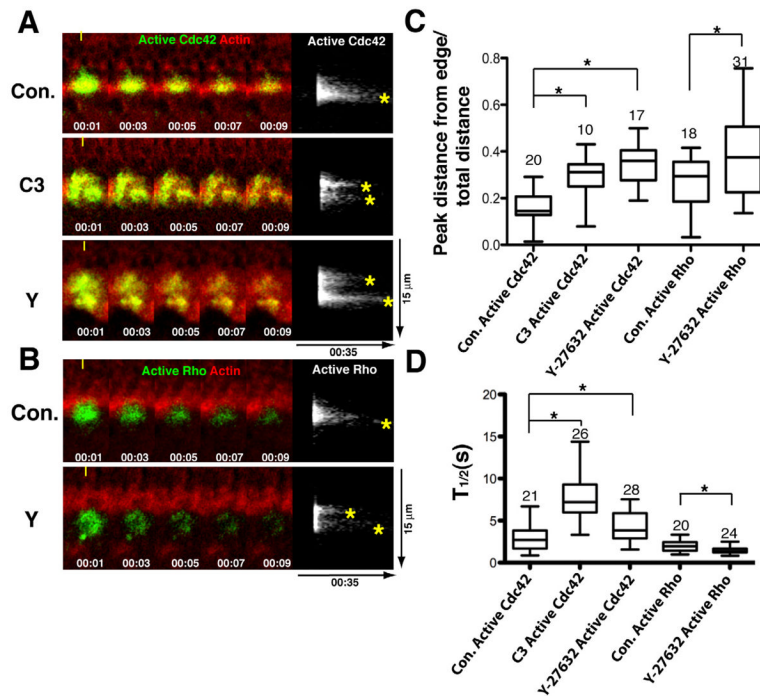 A
Active Cdc42 Actin
Active Cdc42
Con.
*
00:01 00:03 00:05 00:07 00:09
C3
*
*
00:01 00:03 00:05 00:07 00:09
Y
*
*
00:01 00:03 00:05 00:07 00:09
15 μm
00:35
B
Active Rho Actin
Active Rho
Con.
*
00:01 00:03 00:05 00:07 00:09
Y
*
*
00:01 00:03 00:05 00:07 00:09
15 μm
00:35
C
Peak distance from edge/
total distance
0.8
0.6
0.4
0.2
0.0
*
*
*
20
10
17
18
31
Con. Active Cdc42
C3 Active Cdc42
Y-27632 Active Cdc42
Con. Active Rho
Y-27632 Active Rho
D
T1/2(s)
20
15
10
5
0
*
*
*
21
26
28
20
24
Con. Active Cdc42
C3 Active Cdc42
Y-27632 Active Cdc42
Con. Active Rho
Y-27632 Active Rho